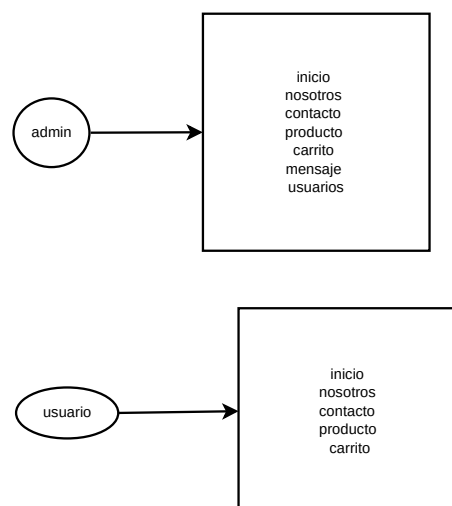 admin
inicio
nosotros
contacto
producto
carrito
mensaje
usuarios
usuario
inicio
nosotros
contacto
producto
carrito